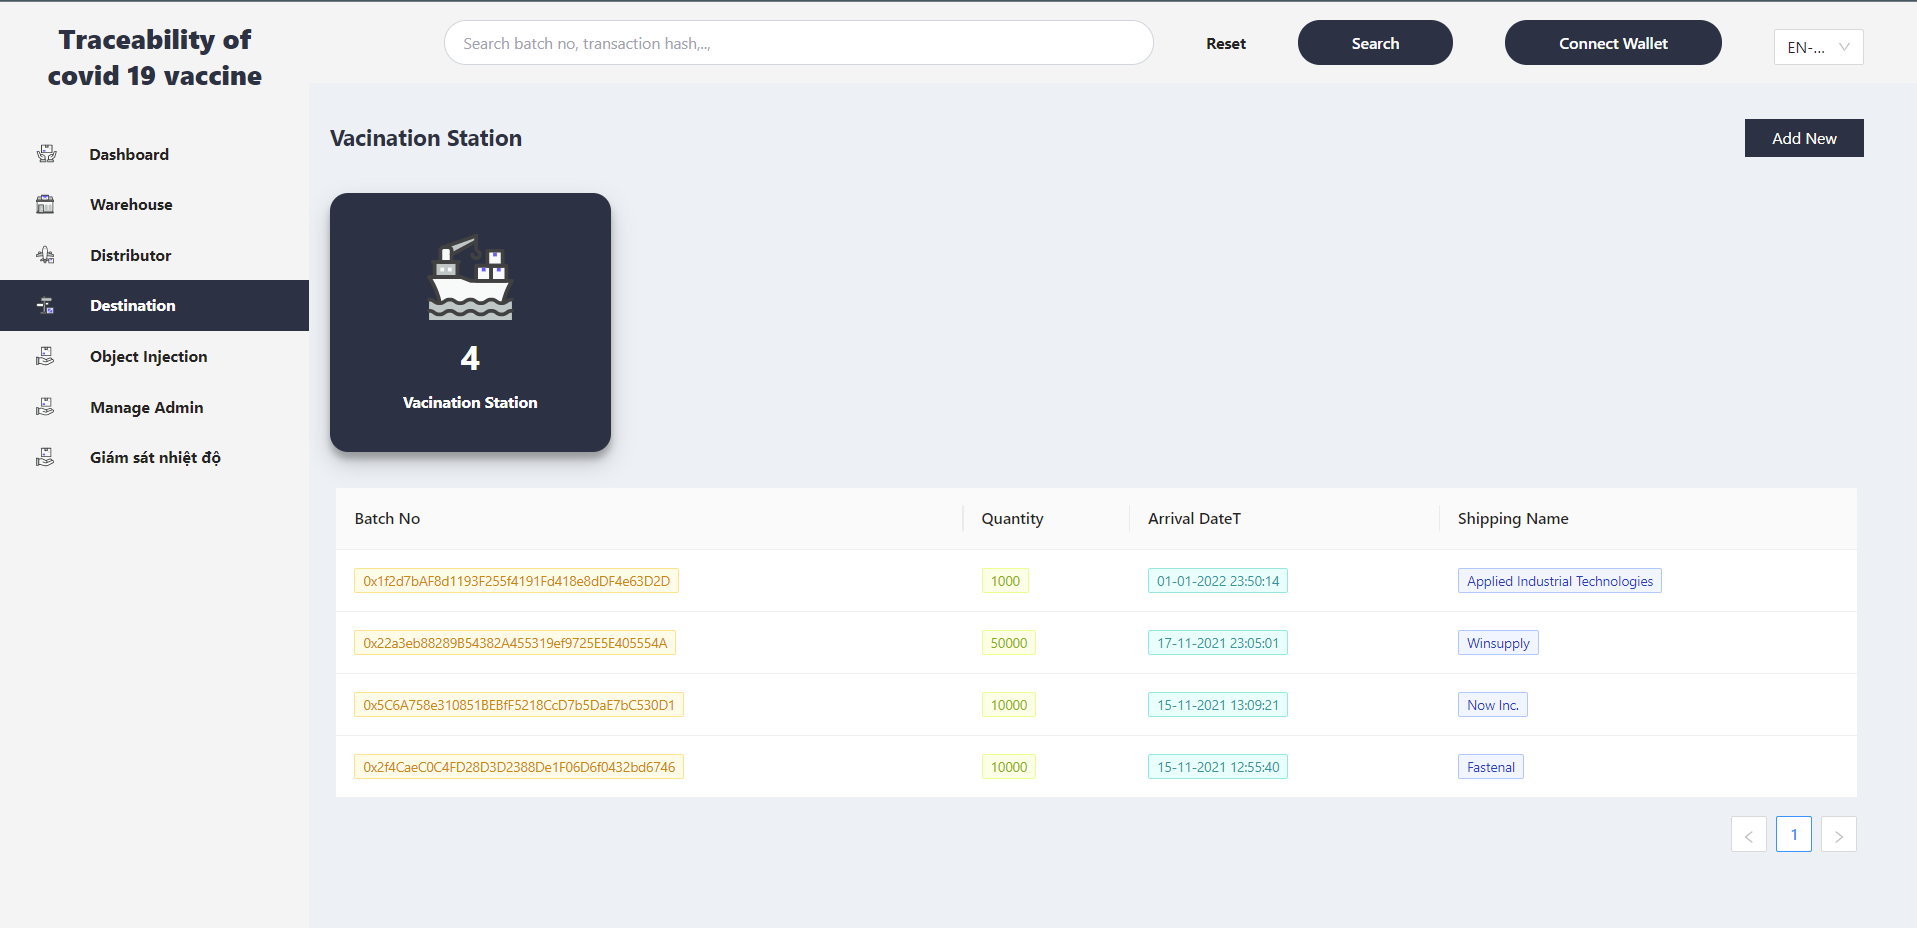 Traceability of
covid 19 vaccine
Search batch no, transaction hash,..,
Reset
Search
Connect Wallet
EN-...
Dashboard
Warehouse
Distributor
Destination
Object Injection
Manage Admin
Giám sát nhiệt độ
Vacination Station
Add New
4
Vacination Station
Batch No Quantity Arrival DateT Shipping Name
0x1f2d7bAF8d1193F255f4191Fd418e8dDF4e63D2D 1000 01-01-2022 23:50:14 Applied Industrial Technologies
0x22a3eb88289B54382A455319ef9725E5E405554A 50000 17-11-2021 23:05:01 Winsupply
0x5C6A758e310851BEBfF5218CcD7b5DaE7bC530D1 10000 15-11-2021 13:09:21 Now Inc.
0x2f4CaeC0C4FD28D3D2388De1F06D6f0432bd6746 10000 15-11-2021 12:55:40 Fastenal
< 1 >